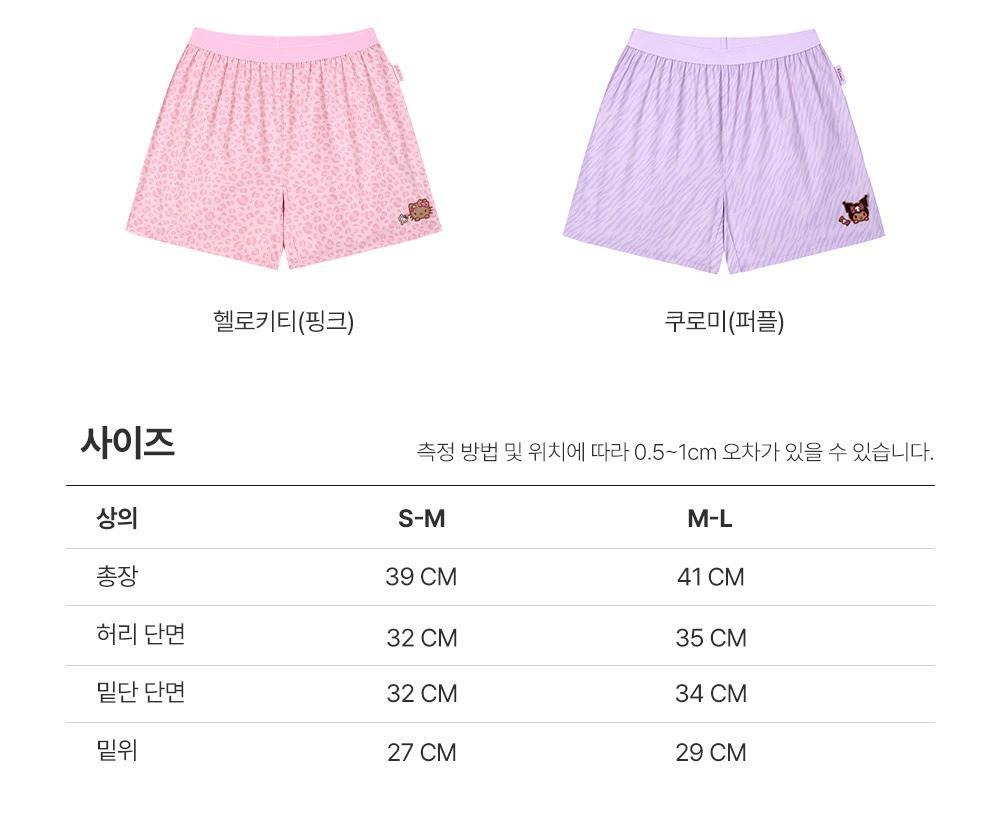 헬로키티(핑크) 쿠로미(퍼플)
사이즈 측정 방법 및 위치에 따라 0.5~1cm 오차가 있을 수 있습니다.
상의 S-M M-L
총장 39 CM 41 CM
허리 단면 32 CM 35 CM
밑단 단면 32 CM 34 CM
밑위 27 CM 29 CM